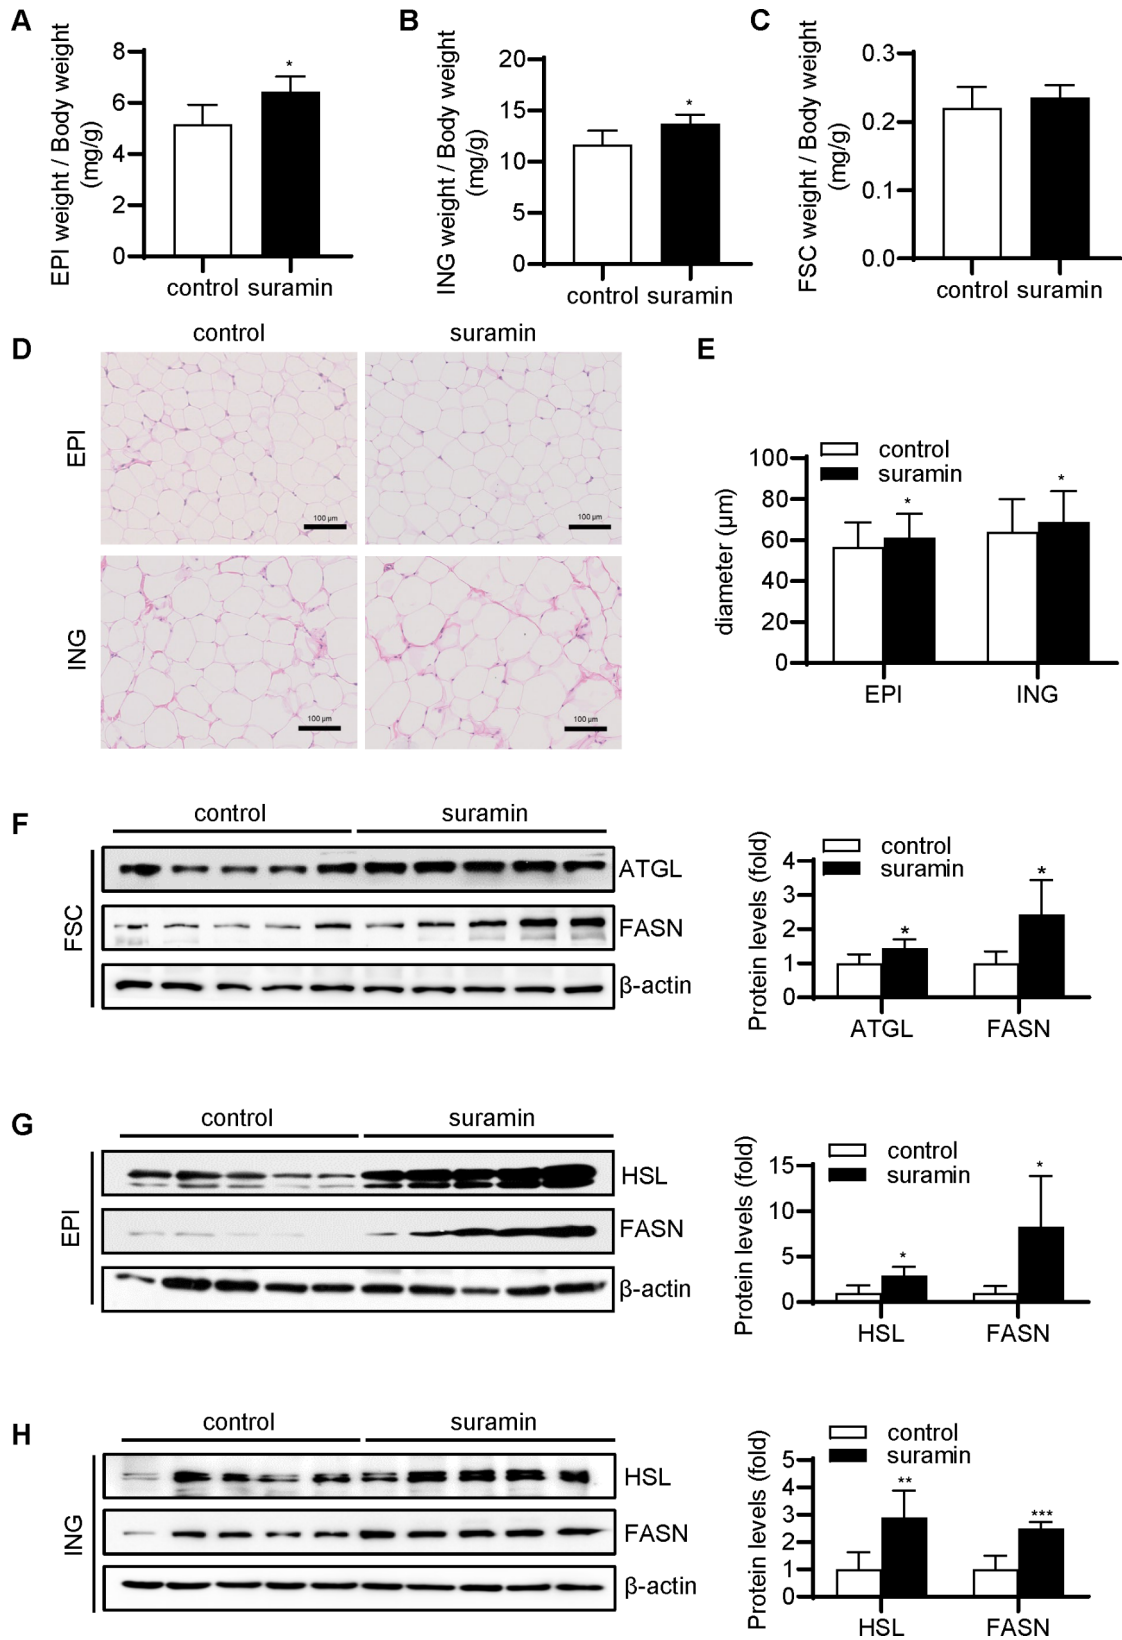 A
EPI weight / Body weight
(mg/g)
8
6
4
2
0
*
control suramin
B
ING weight / Body weight
(mg/g)
20
15
10
5
0
*
control suramin
C
FSC weight / Body weight
(mg/g)
0.3
0.2
0.1
0.0
control suramin
D
control
suramin
EPI
100 µm
100 µm
ING
100 µm
100 µm
E
control
suramin
diameter (µm)
100
80
60
40
20
0
*
*
EPI
ING
F
control
suramin
FSC
ATGL
FASN
β-actin
control
suramin
Protein levels (fold)
4
3
2
1
0
*
*
ATGL
FASN
G
control
suramin
EPI
HSL
FASN
β-actin
control
suramin
Protein levels (fold)
15
10
5
0
*
*
HSL
FASN
H
control
suramin
ING
HSL
FASN
β-actin
control
suramin
Protein levels (fold)
5
4
3
2
1
0
**
***
HSL
FASN